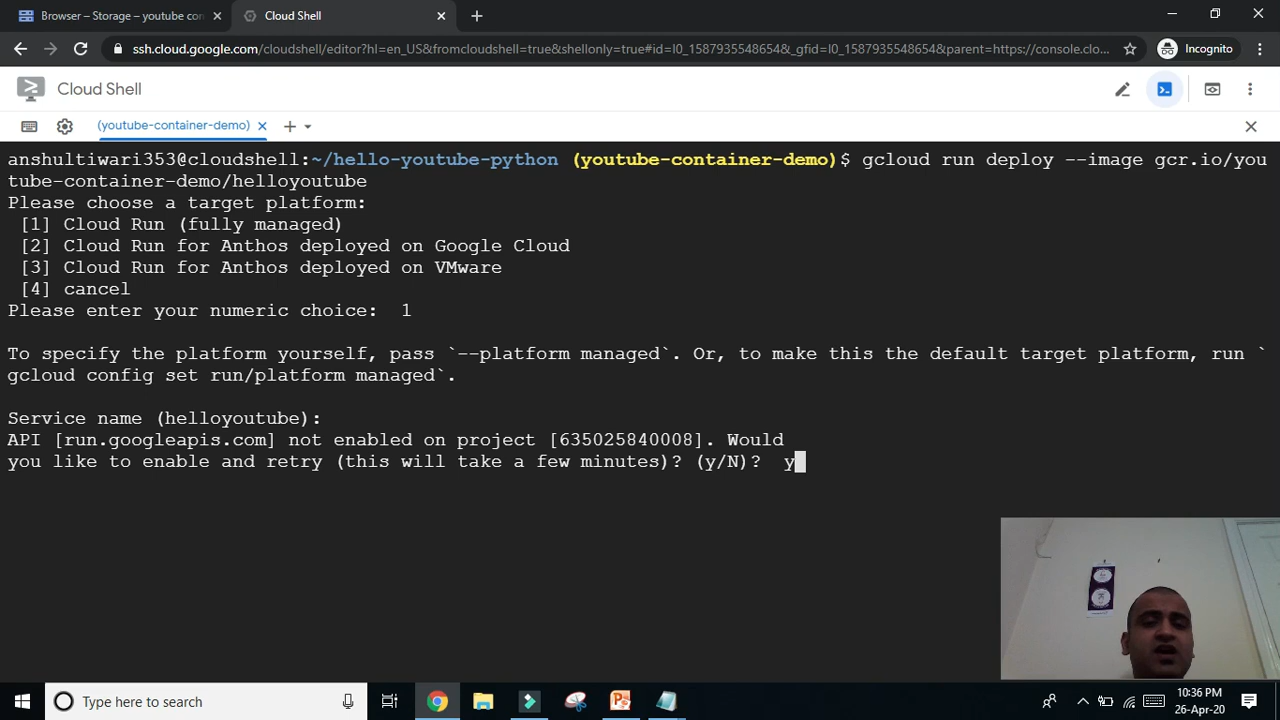 Browser – Storage – youtube con
Cloud Shell
ssh.cloud.google.com/cloudshell/editor?hl=en_US&fromcloudshell=true&shellonly=true#id=I0_1587935548654&_gfid=I0_1587935548654&parent=https://console.clo...
Incognito
Cloud Shell
(youtube-container-demo)
anshultiwari353@cloudshell:~/hello-youtube-python (youtube-container-demo)$ gcloud run deploy --image gcr.io/you
tube-container-demo/helloyoutube
Please choose a target platform:
[1] Cloud Run (fully managed)
[2] Cloud Run for Anthos deployed on Google Cloud
[3] Cloud Run for Anthos deployed on VMware
[4] cancel
Please enter your numeric choice:  1
To specify the platform yourself, pass `--platform managed`. Or, to make this the default target platform, run `
gcloud config set run/platform managed`.
Service name (helloyoutube):
API [run.googleapis.com] not enabled on project [635025840008]. Would
you like to enable and retry (this will take a few minutes)? (y/N)?  y
Type here to search
10:36 PM
26-Apr-20